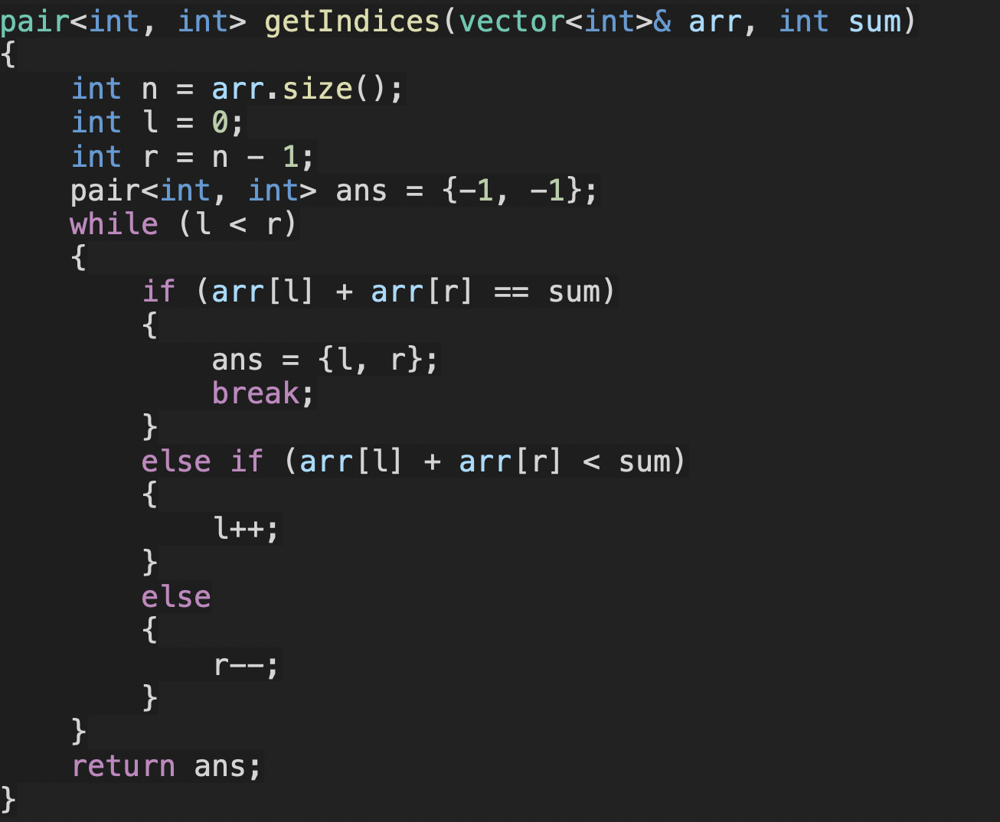 pair<int, int> getIndices(vector<int>& arr, int sum)
{
    int n = arr.size();
    int l = 0;
    int r = n - 1;
    pair<int, int> ans = {-1, -1};
    while (l < r)
    {
        if (arr[l] + arr[r] == sum)
        {
            ans = {l, r};
            break;
        }
        else if (arr[l] + arr[r] < sum)
        {
            l++;
        }
        else
        {
            r--;
        }
    }
    return ans;
}